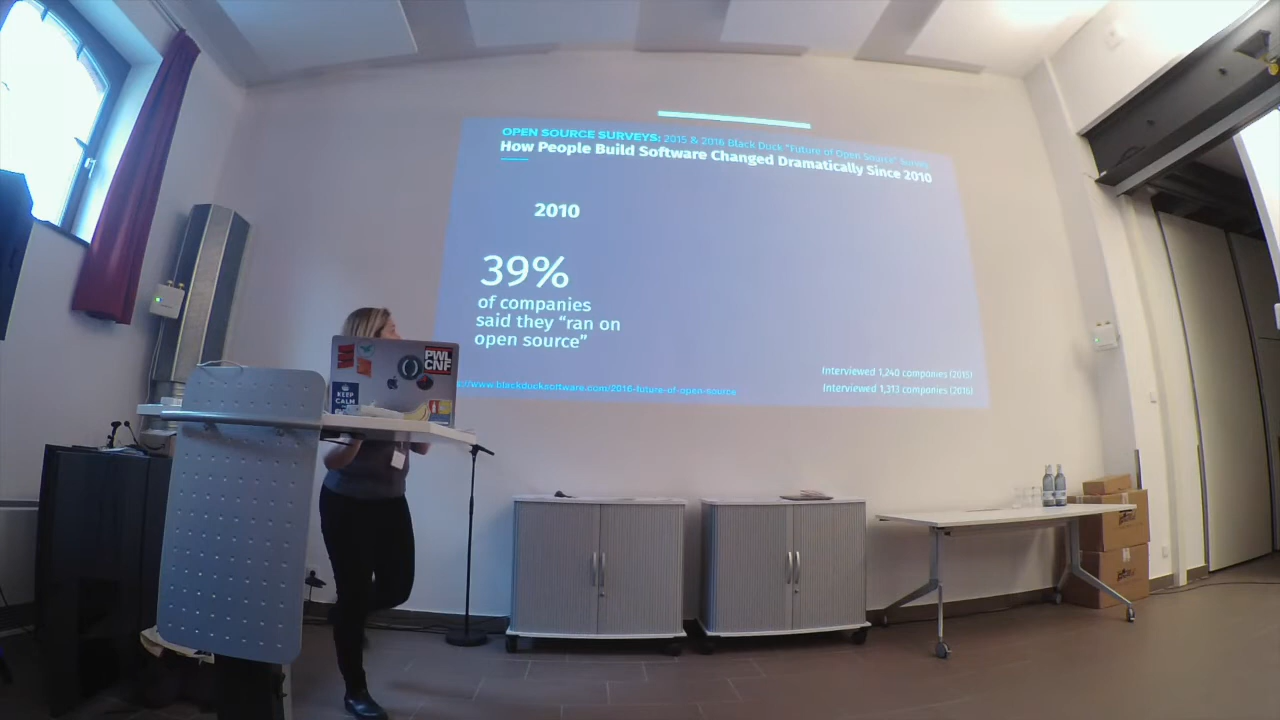 OPEN SOURCE SURVEYS: 2015 & 2016 Black Duck "Future of Open Source" Survey
How People Build Software Changed Dramatically Since 2010
2010
39%
of companies
said they “ran on
open source”
Interviewed 1,240 companies (2015)
Interviewed 1,313 companies (2016)
://www.blackducksoftware.com/2016-future-of-open-source
PWL
CNF
KEEP
CALM